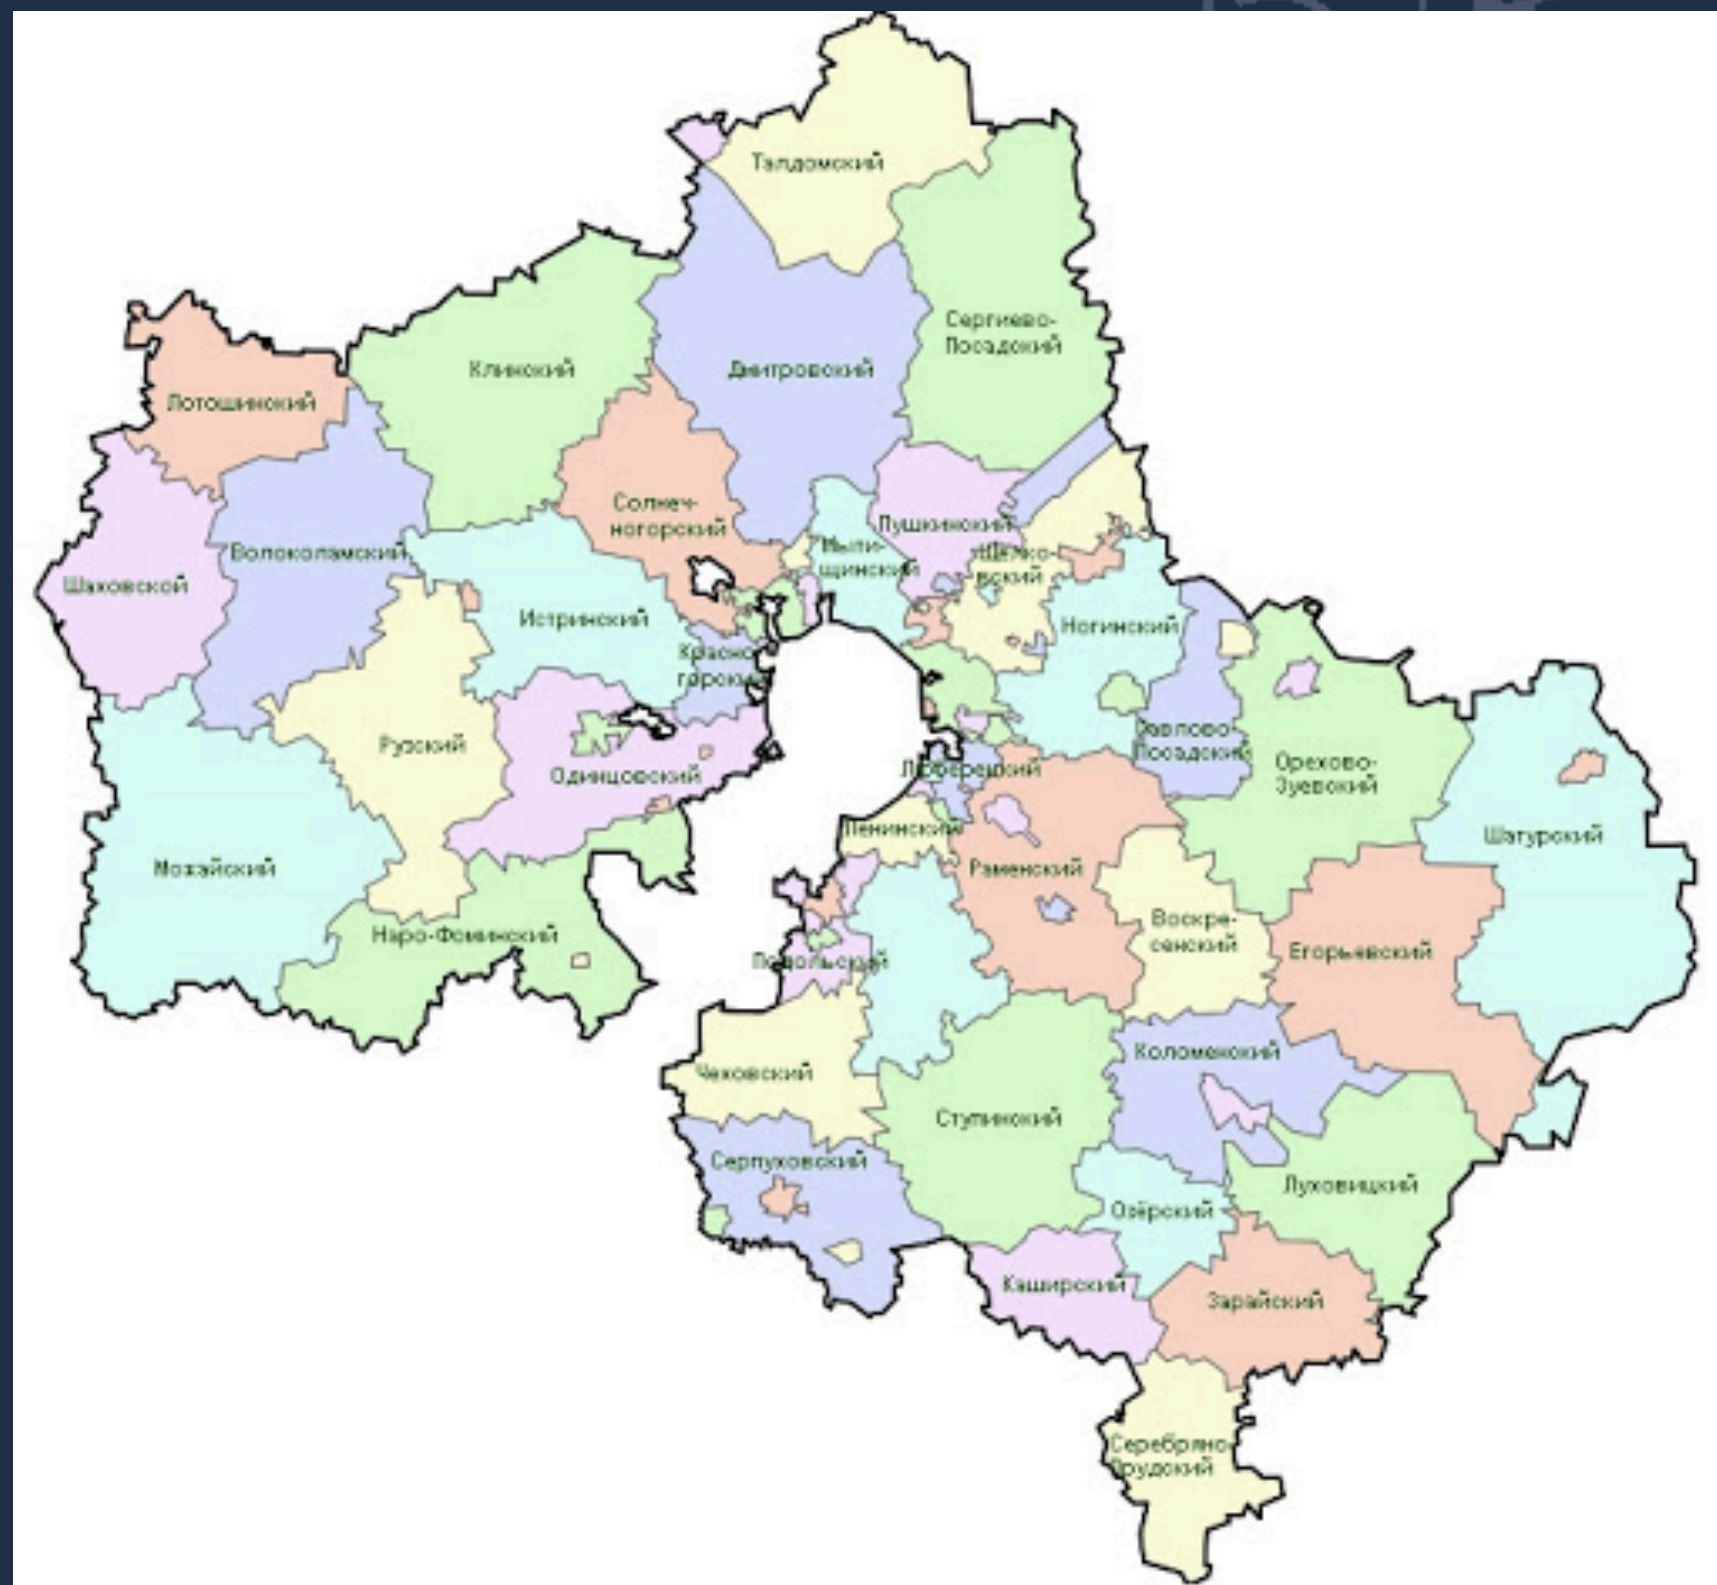 Талдомский
Сергиево-
Посадский
Клинский
Дмитровский
Лотошинский
Солнеч-
ногорский
Пушкинский
Волоколамский
Мыти-
щинский
Щёлко-
вский
Шаховской
Истринский
Ногинский
Красно
горский
Рузский
Павлово-
Посадский
Одинцовский
Люберецкий
Орехово-
Зуевский
Ленинский
Шатурский
Можайский
Раменский
Воскре-
сенский
Наро-Фоминский
Егорьевский
Подольский
Коломенский
Чеховский
Ступинский
Серпуховский
Луховицкий
Озёрский
Каширский
Зарайский
Серебряно-
Прудский